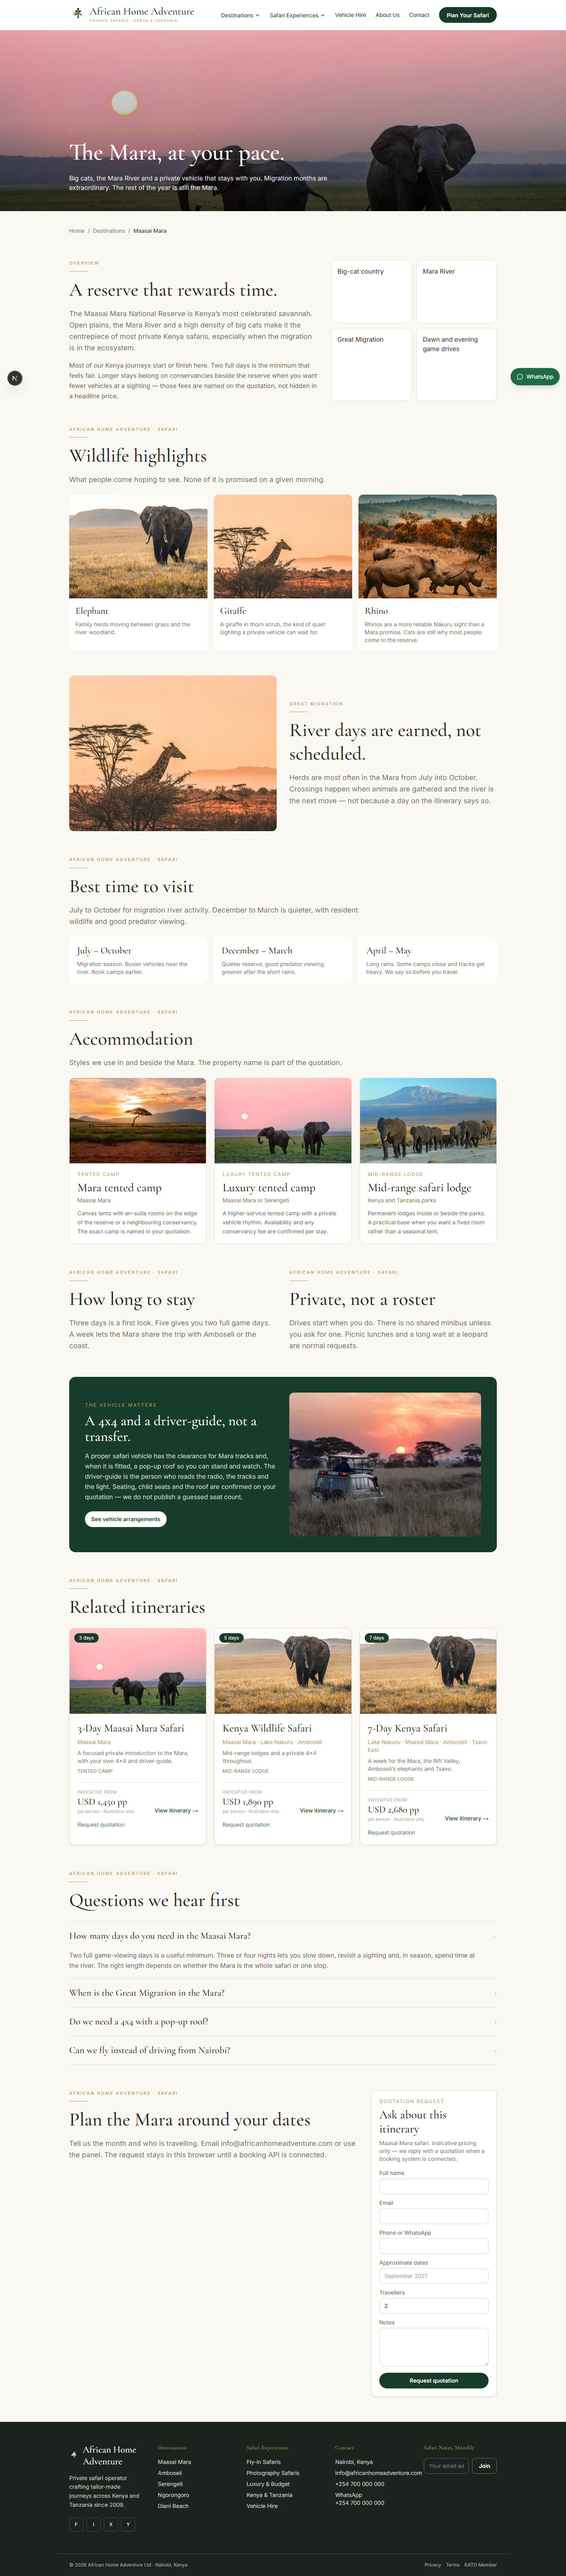 African Home Adventure
PRIVATE SAFARIS · KENYA & TANZANIA
Destinations
Safari Experiences
Vehicle Hire
About Us
Contact
Plan Your Safari
The Mara, at your pace.
Big cats, the Mara River and a private vehicle that stays with you. Migration months are
extraordinary. The rest of the year is still the Mara.
Home / Destinations / Maasai Mara
OVERVIEW
A reserve that rewards time.
The Maasai Mara National Reserve is Kenya's most celebrated savannah.
Open plains, the Mara River and a high density of big cats make it the
centrepiece of most private Kenya safaris, especially when the migration
is in the ecosystem.
Most of our Kenya journeys start or finish here. Two full days is the minimum that
feels fair. Longer stays belong on conservancies beside the reserve when you want
fewer vehicles at a sighting — those fees are named on the quotation, not hidden in
a headline price.
Big-cat country
Mara River
Great Migration
Dawn and evening
game drives
N
WhatsApp
AFRICAN HOME ADVENTURE · SAFARI
Wildlife highlights
What people come hoping to see. None of it is promised on a given morning.
Elephant
Family herds moving between grass and the
river woodland.
Giraffe
A giraffe in thorn scrub, the kind of quiet
sighting a private vehicle can wait for.
Rhino
Rhinos are a more reliable Nakuru sight than a
Mara promise. Cats are still why most people
come to the reserve.
GREAT MIGRATION
River days are earned, not
scheduled.
Herds are most often in the Mara from July into October.
Crossings happen when animals are gathered and the river is
the next move — not because a day on the itinerary says so.
AFRICAN HOME ADVENTURE · SAFARI
Best time to visit
July to October for migration river activity. December to March is quieter, with resident
wildlife and good predator viewing.
July – October
Migration season. Busier vehicles near the
river. Book camps earlier.
December – March
Quieter reserve, good predator viewing,
greener after the short rains.
April – May
Long rains. Some camps close and tracks get
heavy. We say so before you travel.
AFRICAN HOME ADVENTURE · SAFARI
Accommodation
Styles we use in and beside the Mara. The property name is part of the quotation.
TENTED CAMP
Mara tented camp
Maasai Mara
Canvas tents with en-suite rooms on the edge
of the reserve or a neighbouring conservancy.
The exact camp is named in your quotation.
LUXURY TENTED CAMP
Luxury tented camp
Maasai Mara or Serengeti
A higher-service tented camp with a private
vehicle rhythm. Availability and any
conservancy fee are confirmed per stay.
MID-RANGE LODGE
Mid-range safari lodge
Kenya and Tanzania parks
Permanent lodges inside or beside the parks.
A practical base when you want a fixed room
rather than a seasonal tent.
AFRICAN HOME ADVENTURE · SAFARI
How long to stay
Three days is a first look. Five gives you two full game days.
A week lets the Mara share the trip with Amboseli or the
coast.
AFRICAN HOME ADVENTURE · SAFARI
Private, not a roster
Drives start when you do. There is no shared minibus unless
you ask for one. Picnic lunches and a long wait at a leopard
are normal requests.
THE VEHICLE MATTERS
A 4x4 and a driver-guide, not a
transfer.
A proper safari vehicle has the clearance for Mara tracks and,
when it is fitted, a pop-up roof so you can stand and watch. The
driver-guide is the person who reads the radio, the tracks and
the light. Seating, child seats and the roof are confirmed on your
quotation — we do not publish a guessed seat count.
See vehicle arrangements
AFRICAN HOME ADVENTURE · SAFARI
Related itineraries
3 days
3-Day Maasai Mara Safari
Maasai Mara
A focused private introduction to the Mara,
with your own 4x4 and driver-guide.
TENTED CAMP
INDICATIVE FROM
USD 1,450 pp
per person · Illustrative only
View itinerary →
Request quotation
5 days
Kenya Wildlife Safari
Maasai Mara · Lake Nakuru · Amboseli
Mid-range lodges and a private 4×4
throughout.
MID-RANGE LODGE
INDICATIVE FROM
USD 1,890 pp
per person · Illustrative only
View itinerary →
Request quotation
7 days
7-Day Kenya Safari
Lake Nakuru · Maasai Mara · Amboseli · Tsavo
East
A week for the Mara, the Rift Valley,
Amboseli's elephants and Tsavo.
MID-RANGE LODGE
INDICATIVE FROM
USD 2,680 pp
per person · Illustrative only
View itinerary →
Request quotation
AFRICAN HOME ADVENTURE · SAFARI
Questions we hear first
How many days do you need in the Maasai Mara?
Two full game-viewing days is a useful minimum. Three or four nights lets you slow down, revisit a sighting and, in season, spend time at
the river. The right length depends on whether the Mara is the whole safari or one stop.
When is the Great Migration in the Mara?
Do we need a 4x4 with a pop-up roof?
Can we fly instead of driving from Nairobi?
AFRICAN HOME ADVENTURE · SAFARI
Plan the Mara around your dates
Tell us the month and who is travelling. Email info@africanhomeadventure.com or use
the panel. The request stays in this browser until a booking API is connected.
QUOTATION REQUEST
Ask about this
itinerary
Maasai Mara safari. Indicative pricing
only — we reply with a quotation when a
booking system is connected.
Full name
Email
Phone or WhatsApp
Approximate dates
September 2027
Travellers
2
Notes
Request quotation
African Home
Adventure
Private safari operator
crafting tailor-made
journeys across Kenya and
Tanzania since 2009.
F
I
X
Y
Destinations
Maasai Mara
Amboseli
Serengeti
Ngorongoro
Diani Beach
Safari Experiences
Fly-in Safaris
Photography Safaris
Luxury & Budget
Kenya & Tanzania
Vehicle Hire
Contact
Nairobi, Kenya
info@africanhomeadventure.com
+254 700 000 000
WhatsApp
+254 700 000 000
Safari Notes, Monthly
Your email ad
Join
© 2026 African Home Adventure Ltd · Nairobi, Kenya
Privacy
Terms
KATO Member